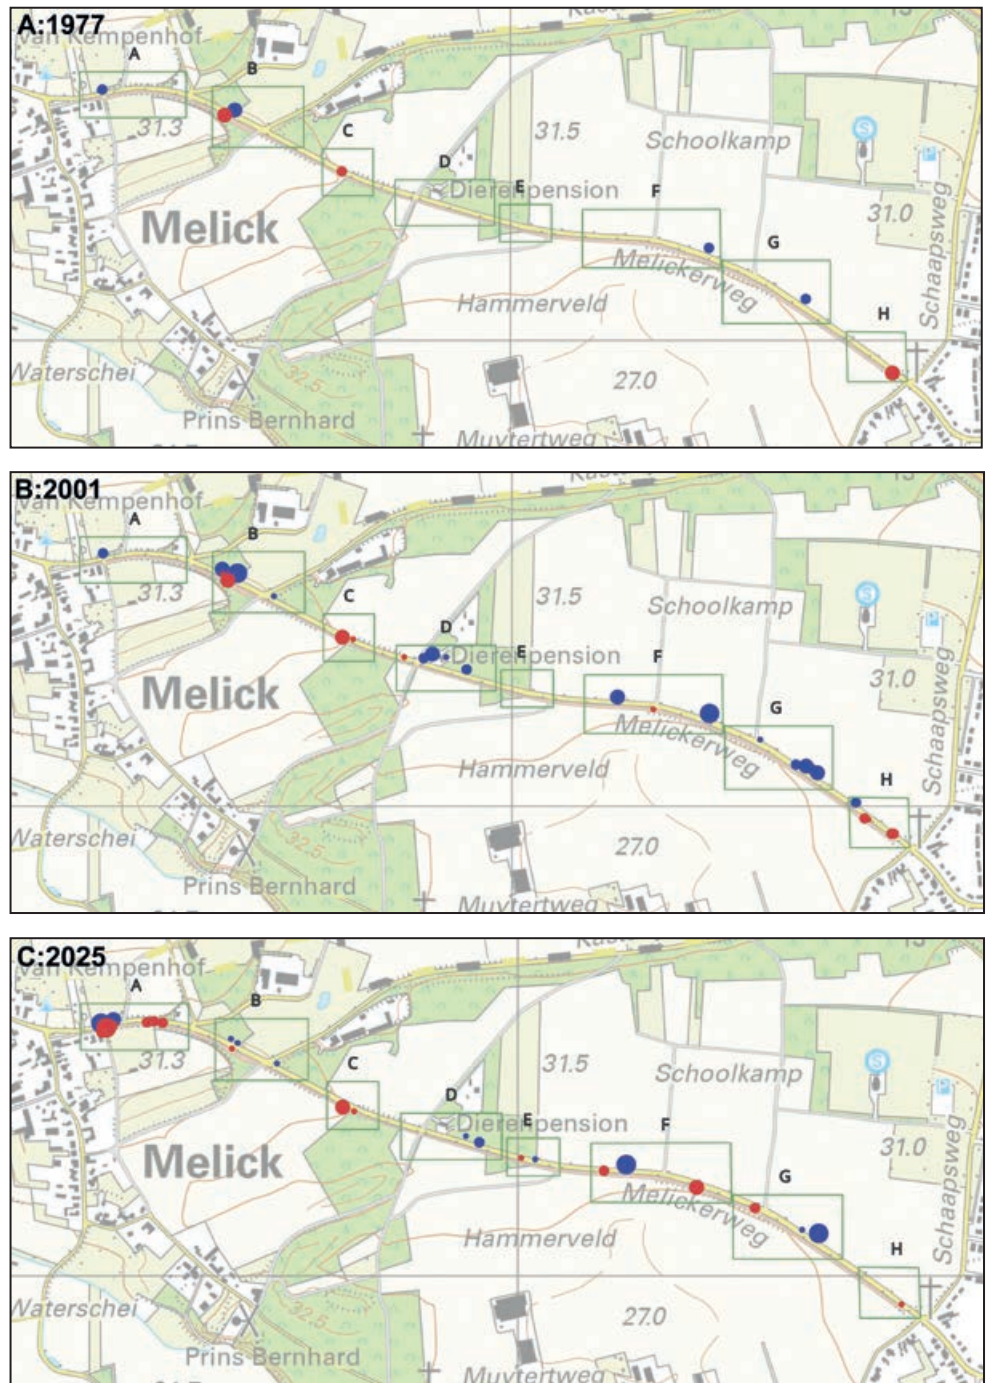 A:1977
van Kempenhof
A
B
31.3
C
D
Dierenpension
E
31.5
Schoolkamp
F
G
H
31.0
Schaapsweg
Melick
Melickerweg
Hammerveld
Waterschei
32.5
27.0
Prins Bernhard
Muytertweg
S
P
B:2001
van Kempenhof
A
B
31.3
C
D
Dierenpension
E
31.5
Schoolkamp
F
G
H
31.0
Schaapsweg
Melick
Melickerweg
Hammerveld
Waterschei
32.5
27.0
Prins Bernhard
Muytertweg
S
P
C:2025
van Kempenhof
A
B
31.3
C
D
Dierenpension
E
31.5
Schoolkamp
F
G
H
31.0
Schaapsweg
Melick
Melickerweg
Hammerveld
Waterschei
32.5
27.0
Prins Bernhard
Muytertweg
S
P